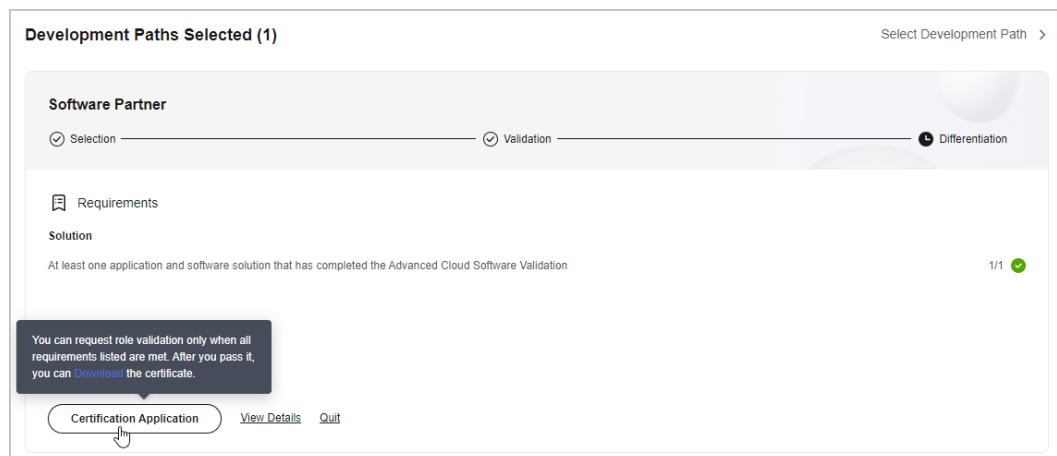 Development Paths Selected (1)
Select Development Path
Software Partner
Selection
Validation
Differentiation
Requirements
Solution
At least one application and software solution that has completed the Advanced Cloud Software Validation
1/1
You can request role validation only when all
requirements listed are met. After you pass it,
you can Download the certificate.
Certification Application
View Details
Quit